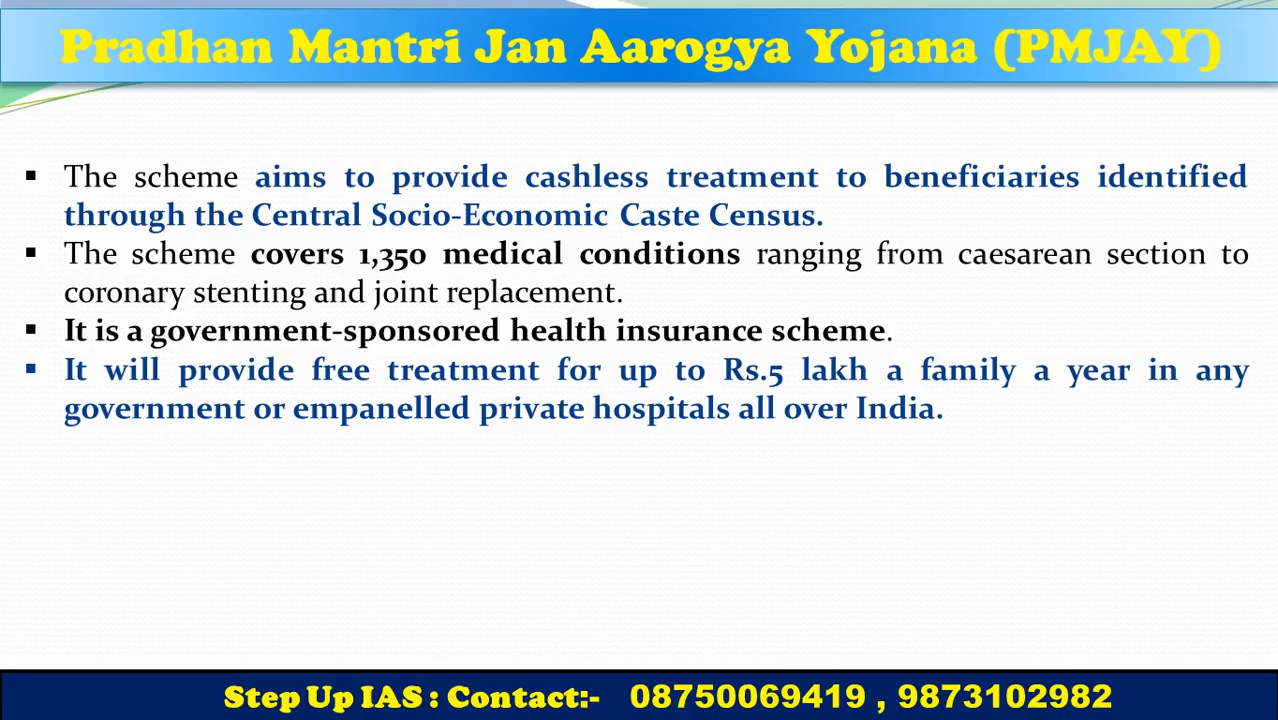 Pradhan Mantri Jan Aarogya Yojana (PMJAY)
▪ The scheme aims to provide cashless treatment to beneficiaries identified
through the Central Socio-Economic Caste Census.
▪ The scheme covers 1,350 medical conditions ranging from caesarean section to
coronary stenting and joint replacement.
▪ It is a government-sponsored health insurance scheme.
▪ It will provide free treatment for up to Rs.5 lakh a family a year in any
government or empanelled private hospitals all over India.
Step Up IAS : Contact:- 08750069419 , 9873102982